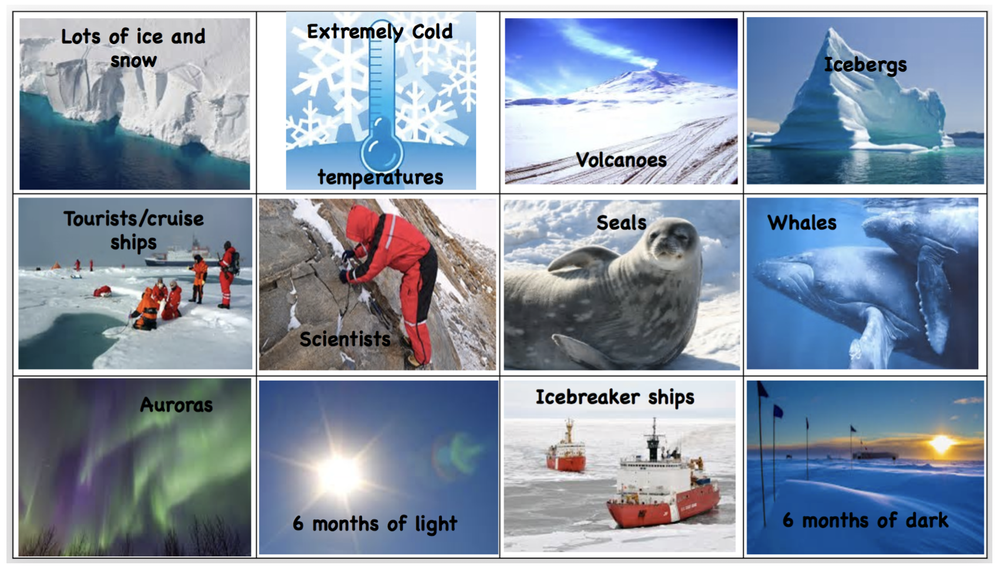 Lots of ice and
snow
Extremely Cold
temperatures
Volcanoes
Icebergs
Tourists/cruise
ships
Scientists
Seals
Whales
Auroras
6 months of light
Icebreaker ships
6 months of dark